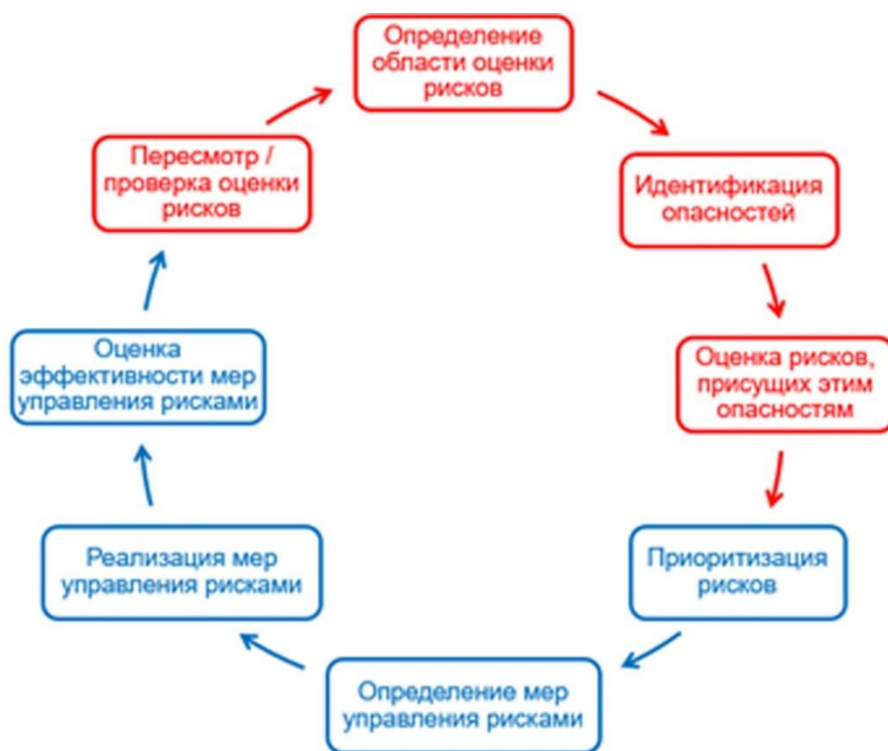 Определение
области оценки
рисков
Идентификация
опасностей
Оценка рисков,
присущих этим
опасностям
Приоритизация
рисков
Определение мер
управления рисками
Реализация мер
управления рисками
Оценка
эффективности мер
управления рисками
Пересмотр /
проверка оценки
рисков